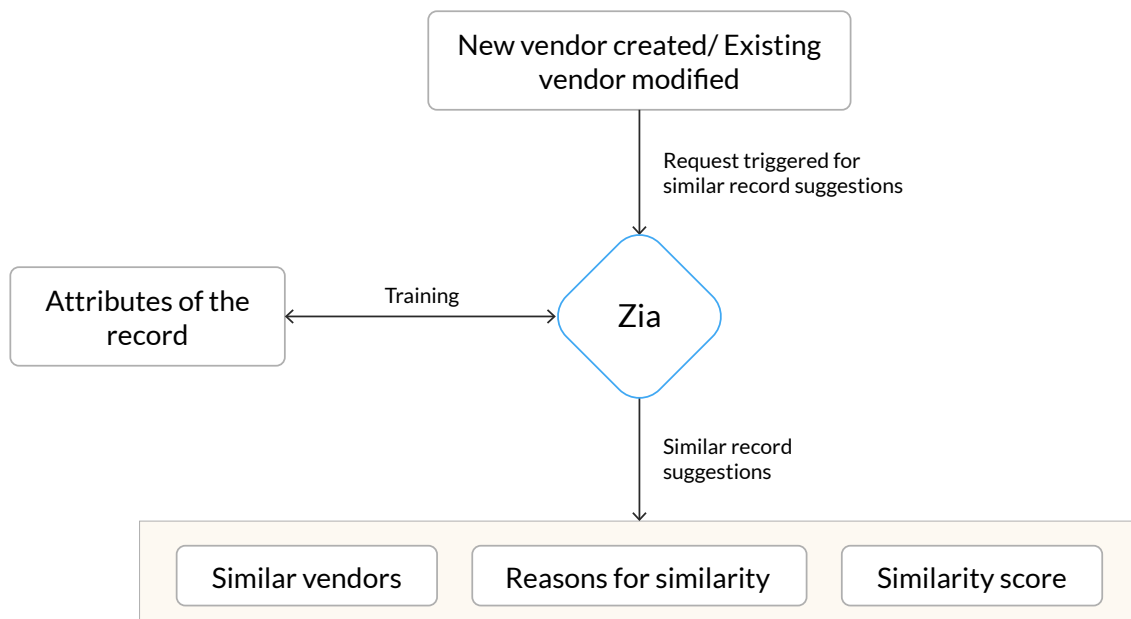 New vendor created/ Existing
vendor modified
Request triggered for
similar record suggestions
Attributes of the
record
Training
Zia
Similar record
suggestions
Similar vendors
Reasons for similarity
Similarity score